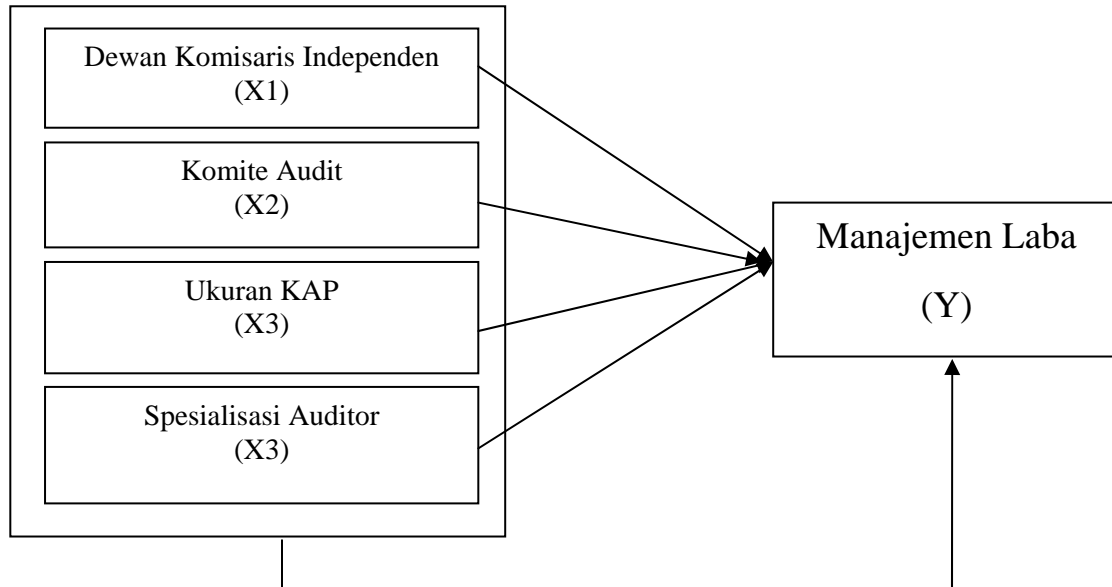 Dewan Komisaris Independen
(X1)
Komite Audit
(X2)
Ukuran KAP
(X3)
Spesialisasi Auditor
(X3)
Manajemen Laba
(Y)